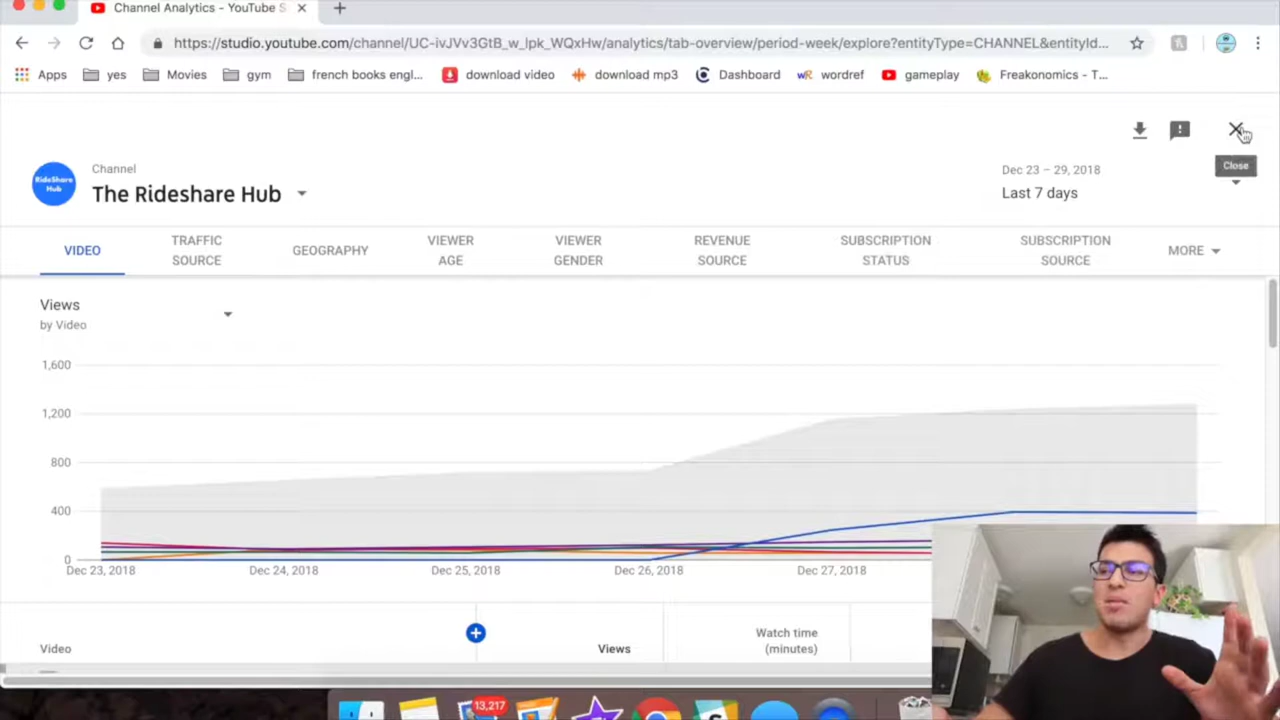 Channel Analytics - YouTube S
https://studio.youtube.com/channel/UC-ivJVv3GtB_w_lpk_WQxHw/analytics/tab-overview/period-week/explore?entityType=CHANNEL&entityId...
Apps yes Movies gym french books engl... download video download mp3 Dashboard wordref gameplay Freakonomics - T...
Close
RideShare
Hub
Channel
The Rideshare Hub
Dec 23 – 29, 2018
Last 7 days
VIDEO
TRAFFIC
SOURCE
GEOGRAPHY
VIEWER
AGE
VIEWER
GENDER
REVENUE
SOURCE
SUBSCRIPTION
STATUS
SUBSCRIPTION
SOURCE
MORE
Views
by Video
1,600
1,200
800
400
0
Dec 23, 2018 Dec 24, 2018 Dec 25, 2018 Dec 26, 2018 Dec 27, 2018
Video
Views
Watch time
(minutes)
13,217